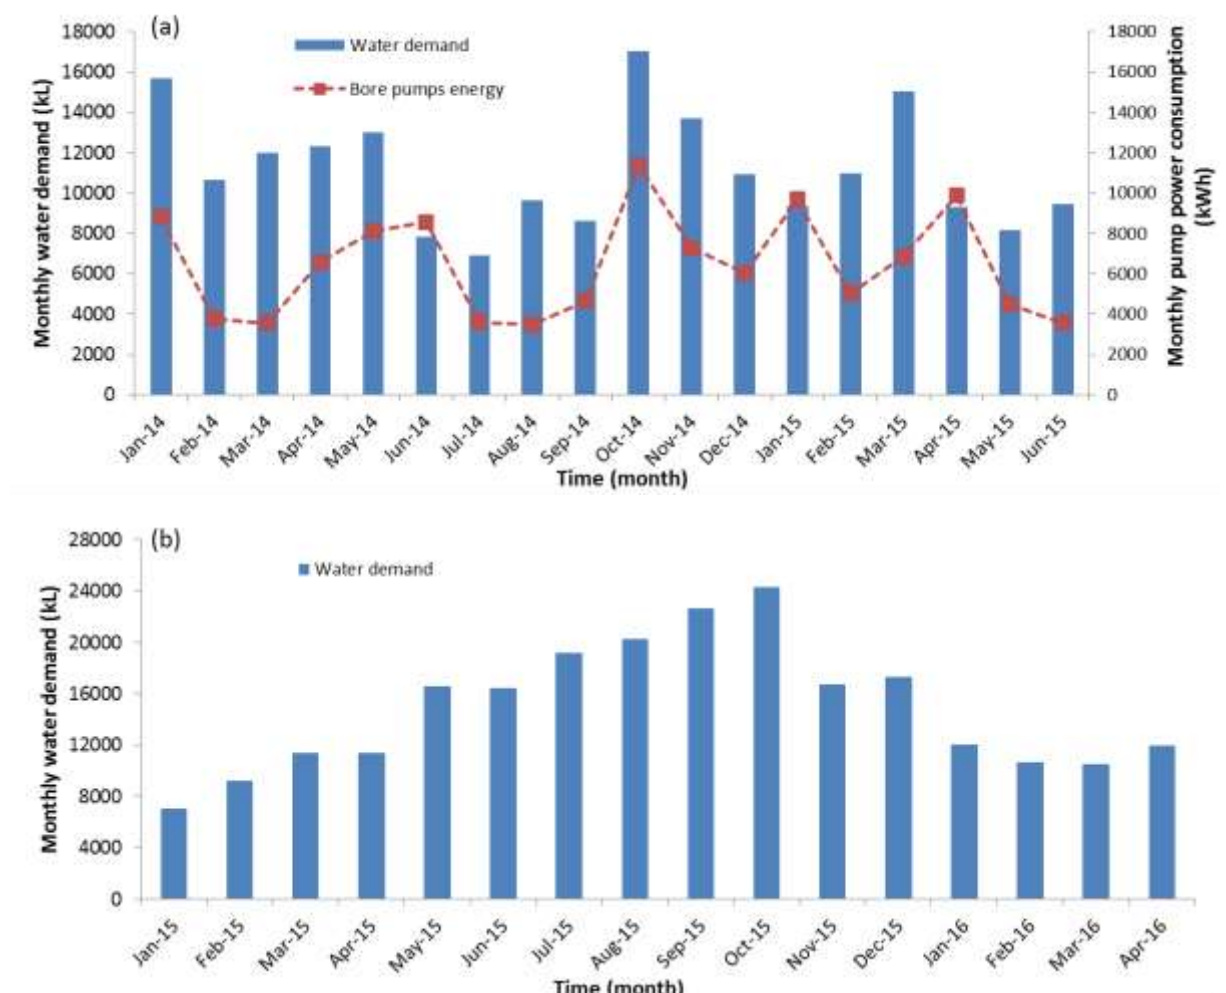 (a)
Water demand
Bore pumps energy
Monthly water demand (kL)
18000
16000
14000
12000
10000
8000
6000
4000
2000
0
Monthly pump power consumption
(kWh)
18000
16000
14000
12000
10000
8000
6000
4000
2000
0
Jan-14
Feb-14
Mar-14
Apr-14
May-14
Jun-14
Jul-14
Aug-14
Sep-14
Oct-14
Nov-14
Dec-14
Jan-15
Feb-15
Mar-15
Apr-15
May-15
Jun-15
Time (month)
(b)
Water demand
Monthly water demand (kL)
28000
24000
20000
16000
12000
8000
4000
0
Jan-15
Feb-15
Mar-15
Apr-15
May-15
Jun-15
Jul-15
Aug-15
Sep-15
Oct-15
Nov-15
Dec-15
Jan-16
Feb-16
Mar-16
Apr-16
Time (month)